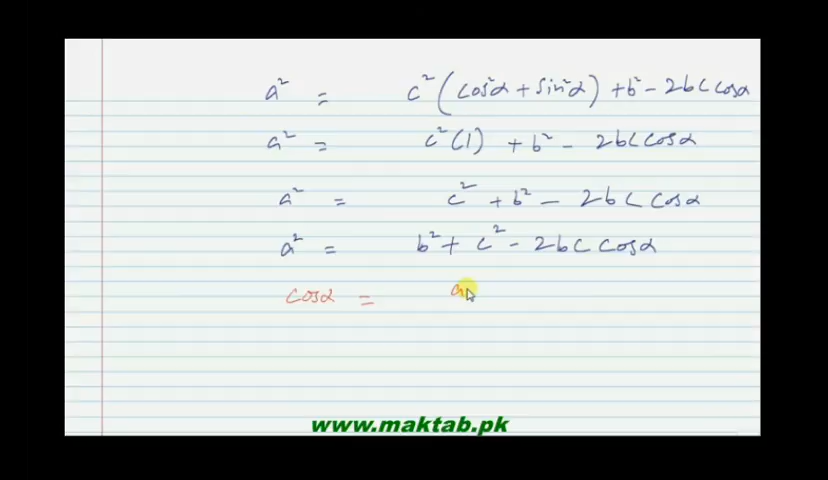 a² = c² (cos²α + sin²α) + b² - 2bc cosα
a² = c² (1) + b² - 2bc cosα
a² = c² + b² - 2bc cosα
a² = b² + c² - 2bc cosα
cosα = a
www.maktab.pk